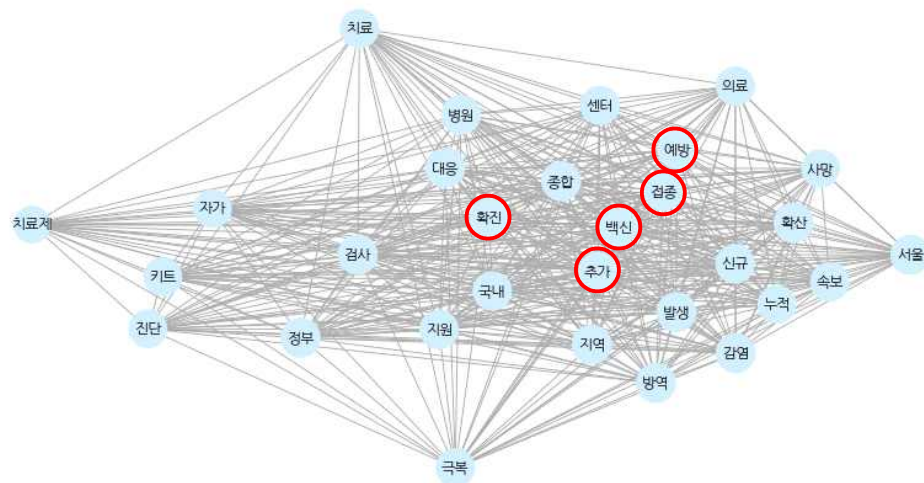 치료
의료
센터
병원
예방
대응
사망
종합
접종
자가
확진
치료제
확산
백신
검사
서울
신규
추가
키트
속보
국내
누적
발생
진단
지원
정부
지역
감염
방역
극복